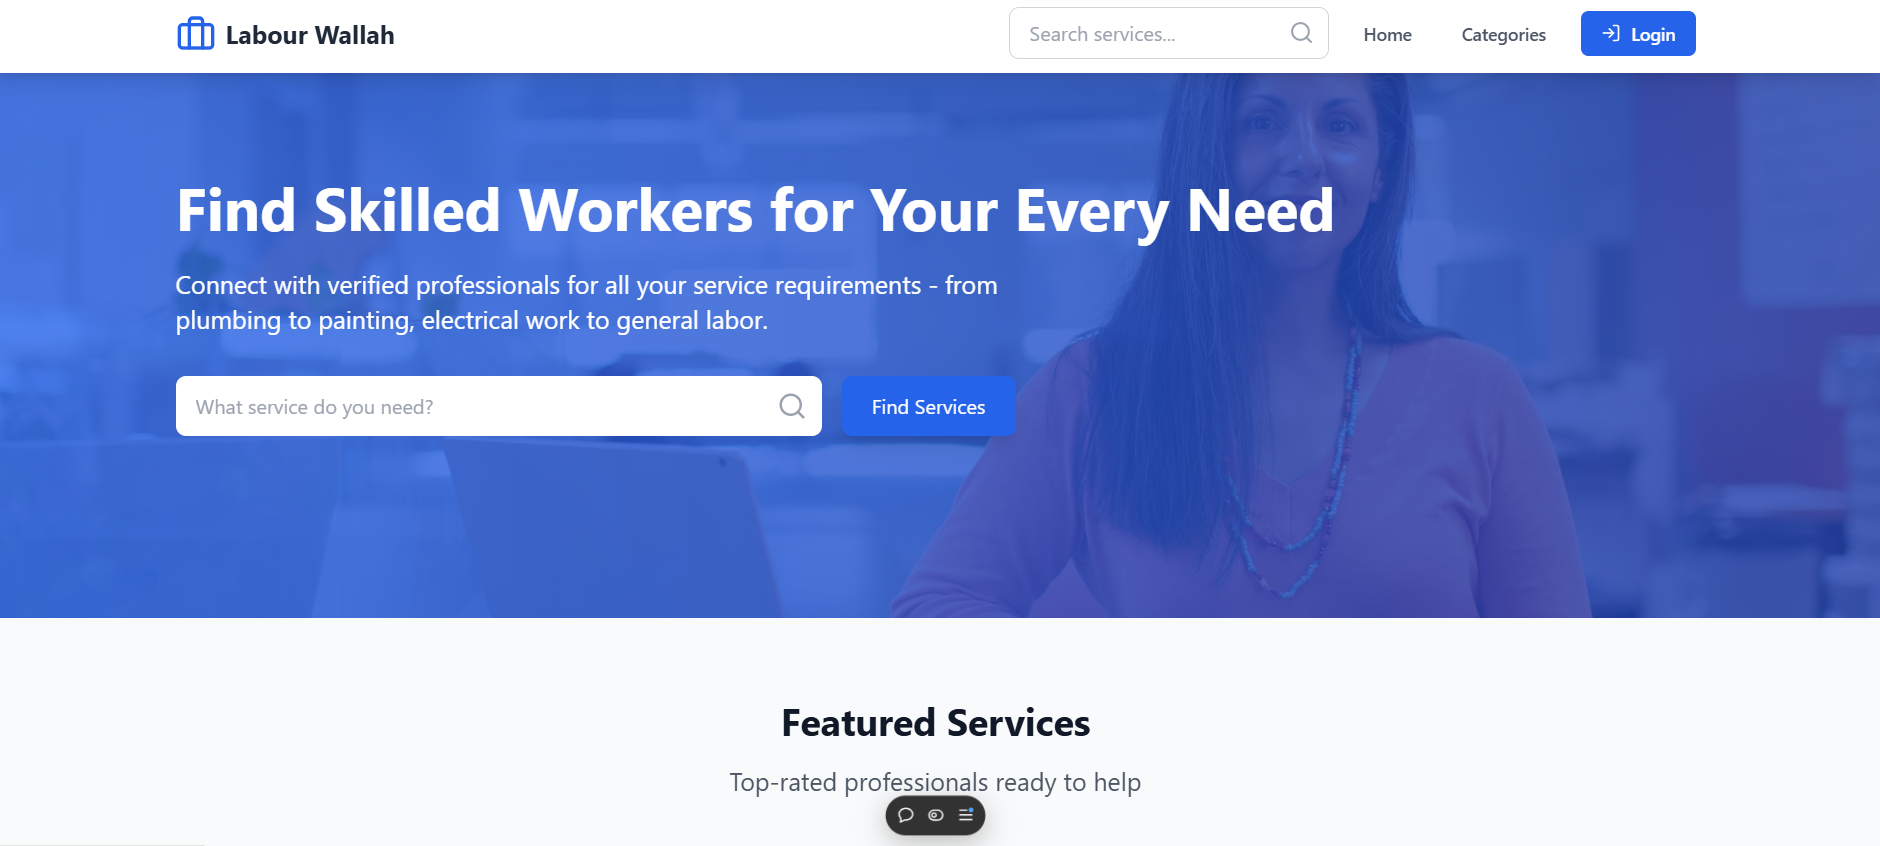 Labour Wallah
Search services...
Home
Categories
Login
Find Skilled Workers for Your Every Need
Connect with verified professionals for all your service requirements - from
plumbing to painting, electrical work to general labor.
What service do you need?
Find Services
Featured Services
Top-rated professionals ready to help